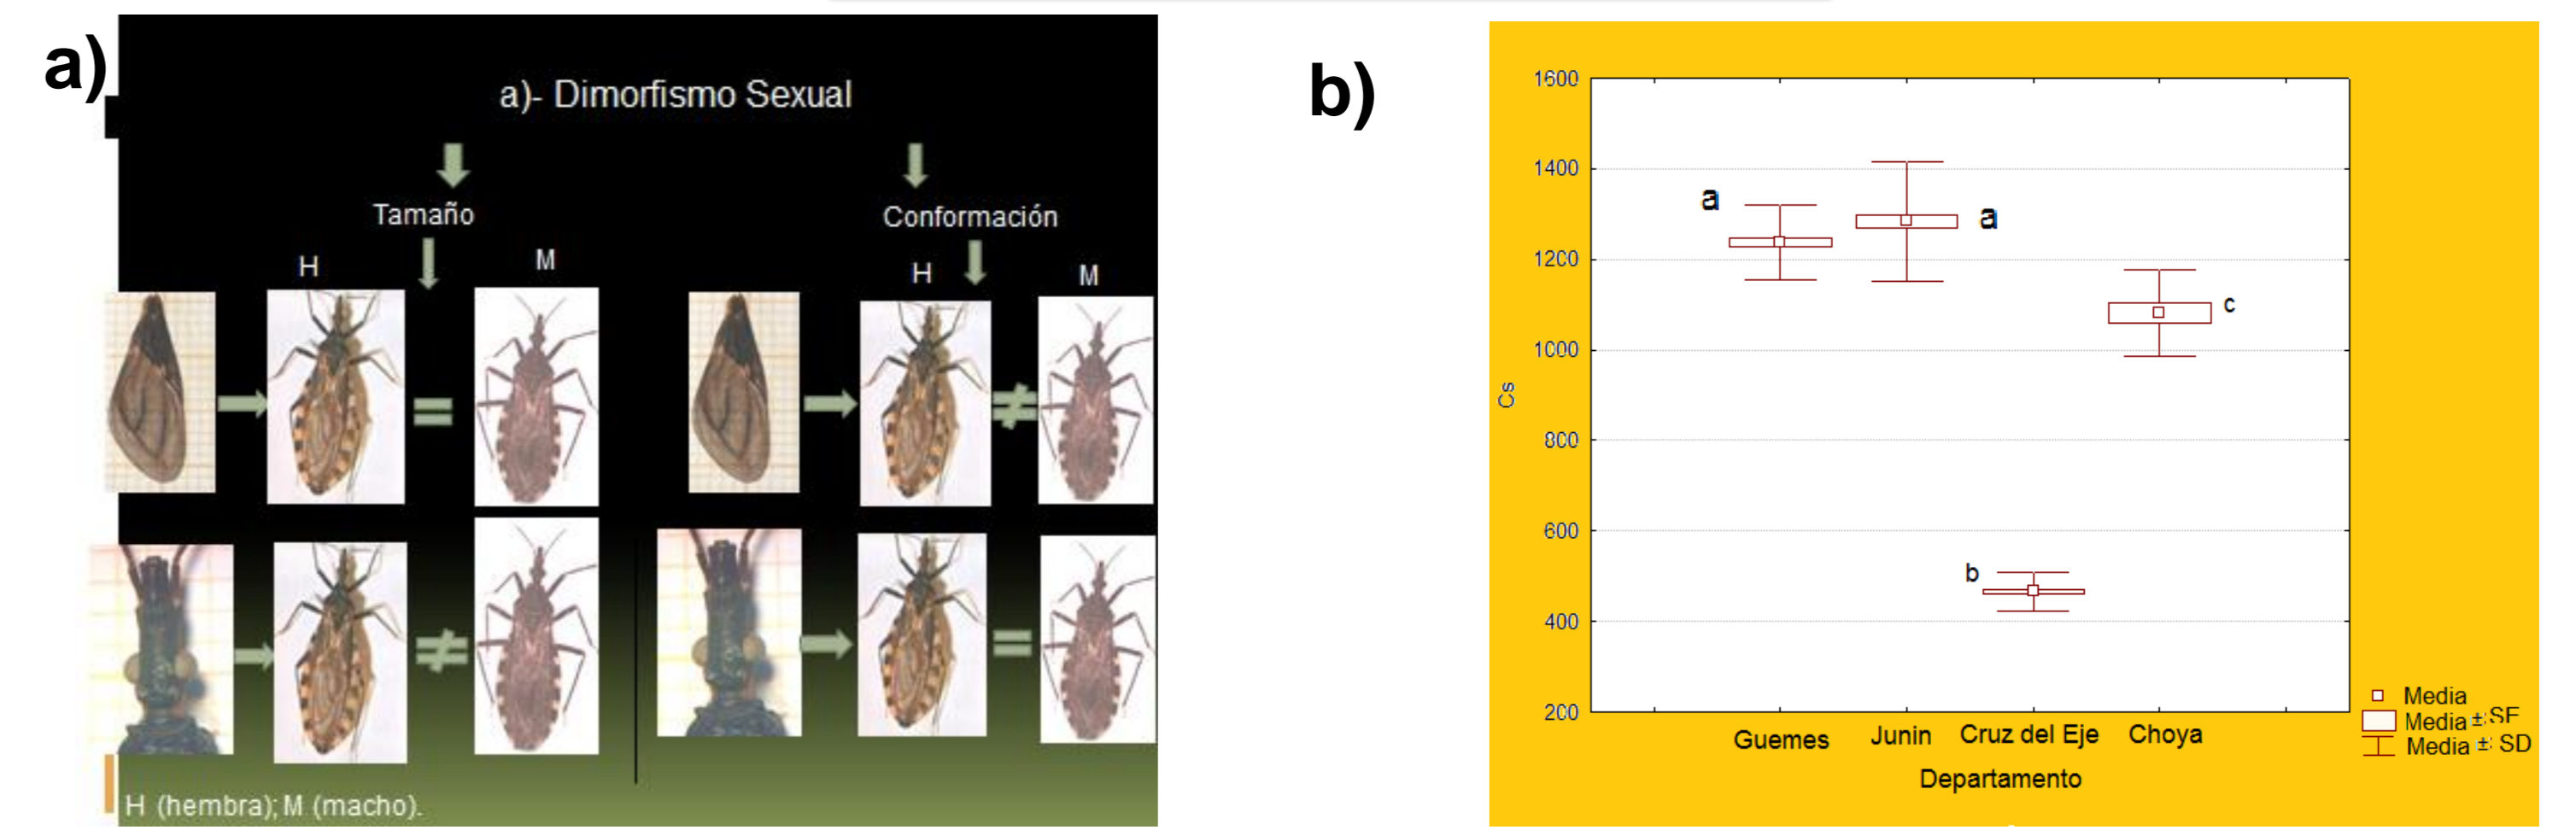 a)
a)- Dimorfismo Sexual
Tamaño
Conformación
H
M
H
M
H (hembra); M (macho).
b)
1600
1400
1200
1000
800
600
400
200
Cs
a
a
b
c
Guemes
Junin
Cruz del Eje
Choya
Departamento
Media
Media ±SE
Media ± SD